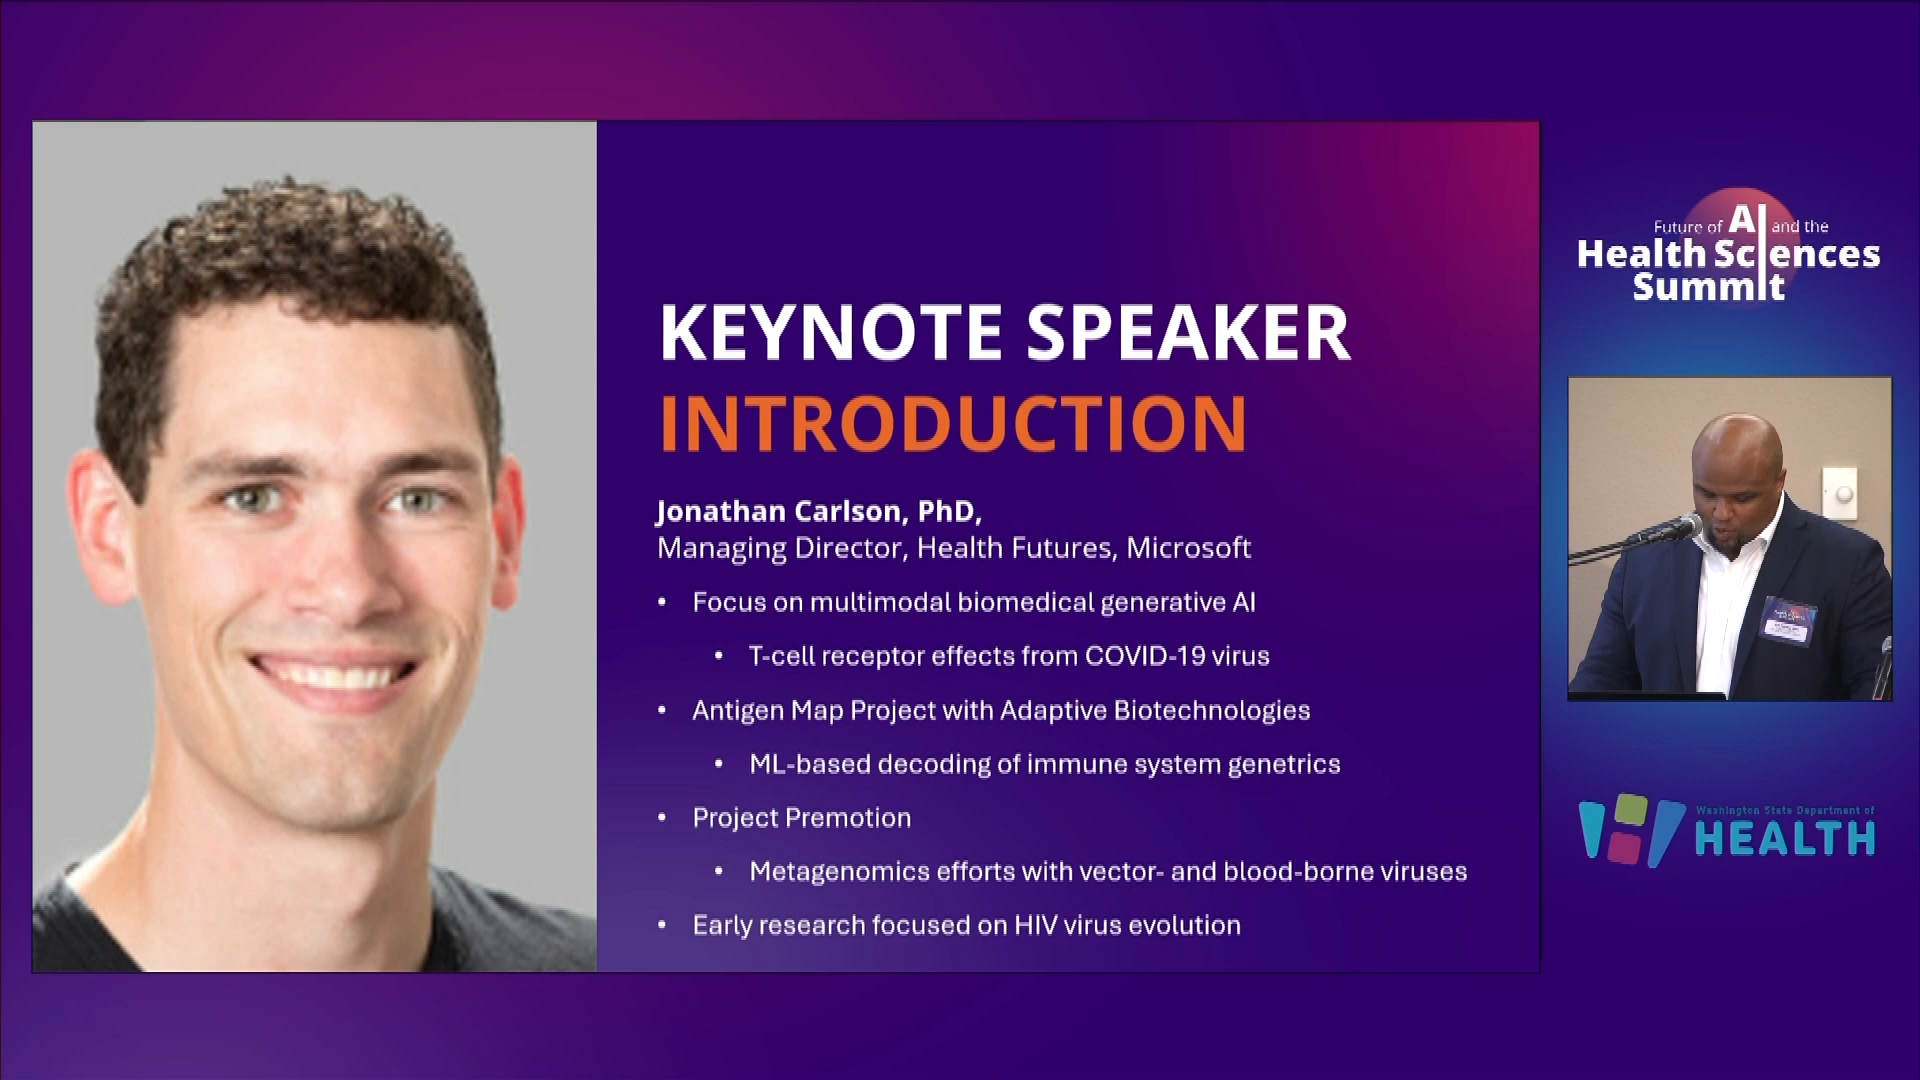 KEYNOTE SPEAKER
INTRODUCTION
Jonathan Carlson, PhD,
Managing Director, Health Futures, Microsoft
• Focus on multimodal biomedical generative AI
• T-cell receptor effects from COVID-19 virus
• Antigen Map Project with Adaptive Biotechnologies
• ML-based decoding of immune system genetrics
• Project Premotion
• Metagenomics efforts with vector- and blood-borne viruses
• Early research focused on HIV virus evolution
Future of AI and the
Health Sciences
Summit
Washington State Department of
HEALTH